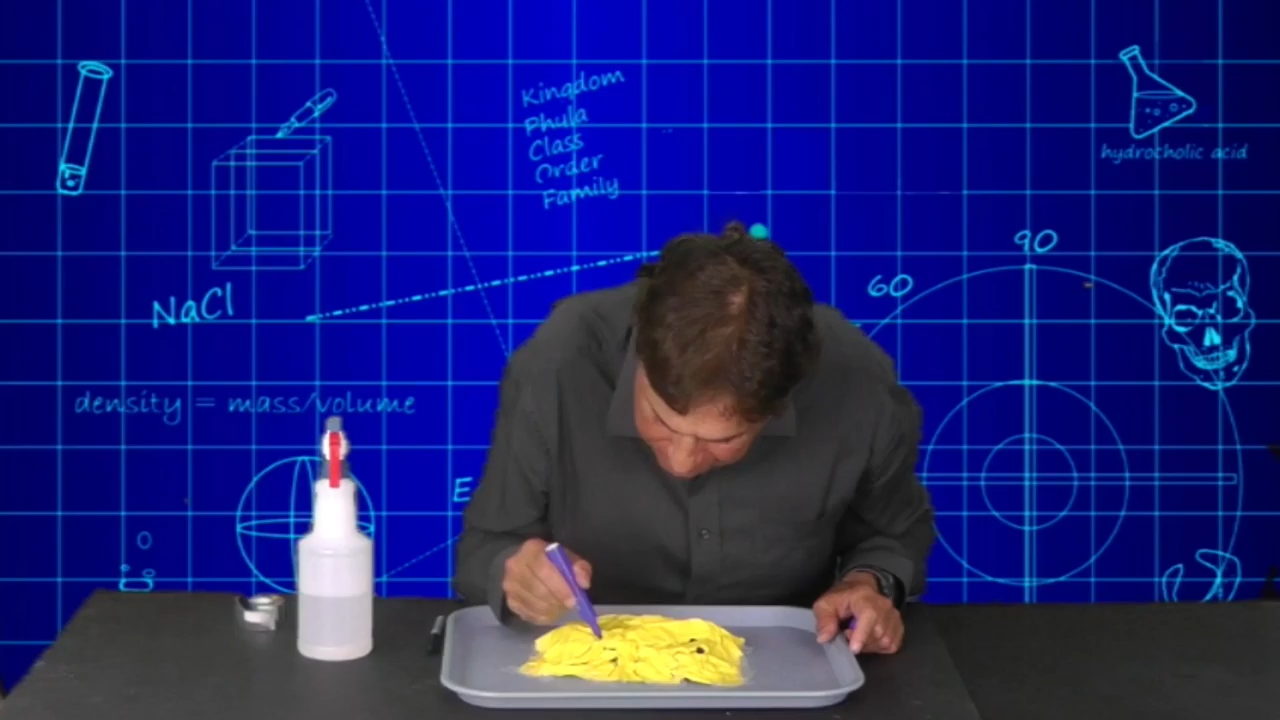 Kingdom
Phyla
Class
Order
Family
hydrocholic acid
90
60
NaCl
density = mass/volume
E